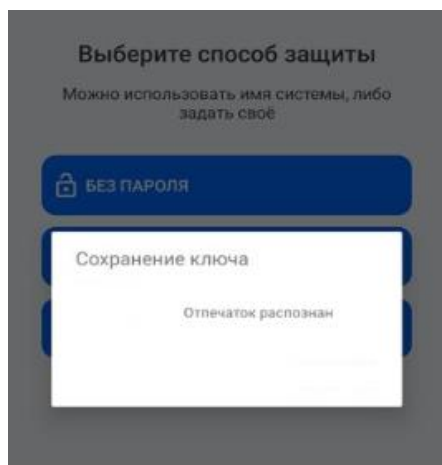 Выберите способ защиты
Можно использовать имя системы, либо
задать своё
БЕЗ ПАРОЛЯ
Сохранение ключа
Отпечаток распознан